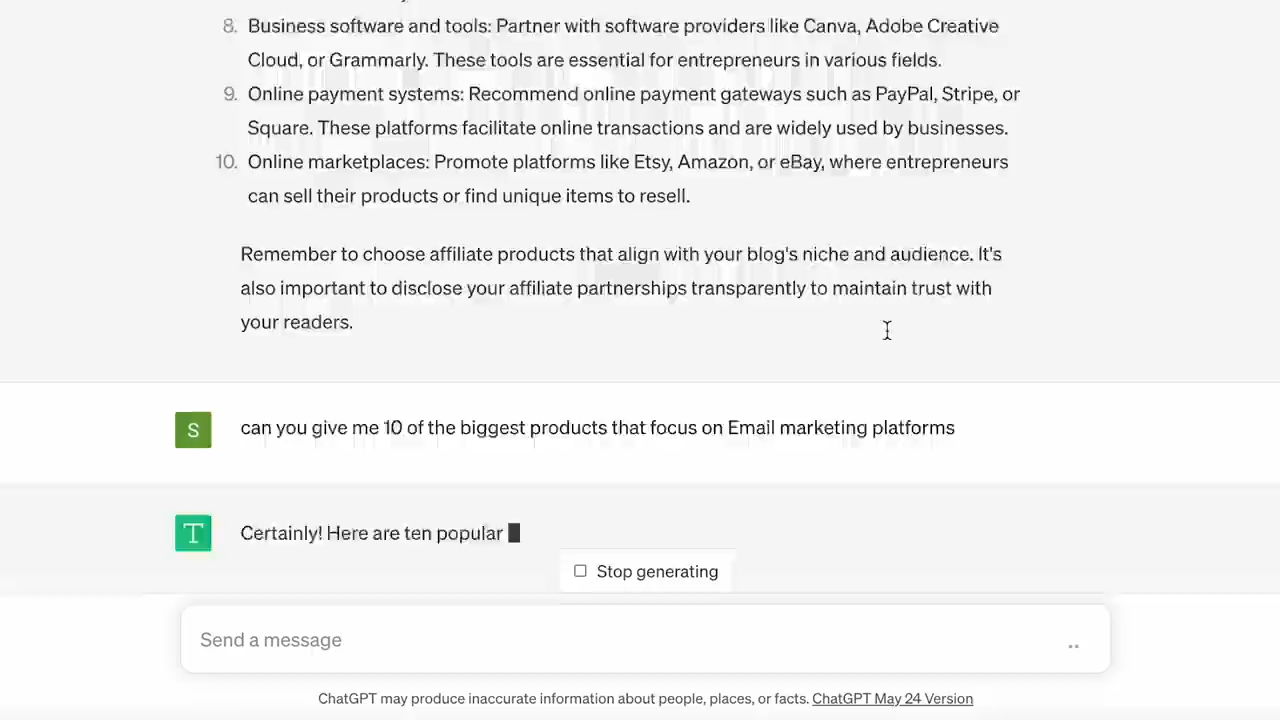 8. Business software and tools: Partner with software providers like Canva, Adobe Creative
Cloud, or Grammarly. These tools are essential for entrepreneurs in various fields.
9. Online payment systems: Recommend online payment gateways such as PayPal, Stripe, or
Square. These platforms facilitate online transactions and are widely used by businesses.
10. Online marketplaces: Promote platforms like Etsy, Amazon, or eBay, where entrepreneurs
can sell their products or find unique items to resell.
Remember to choose affiliate products that align with your blog's niche and audience. It's
also important to disclose your affiliate partnerships transparently to maintain trust with
your readers.
S can you give me 10 of the biggest products that focus on Email marketing platforms
T Certainly! Here are ten popular
Stop generating
Send a message
ChatGPT may produce inaccurate information about people, places, or facts. ChatGPT May 24 Version